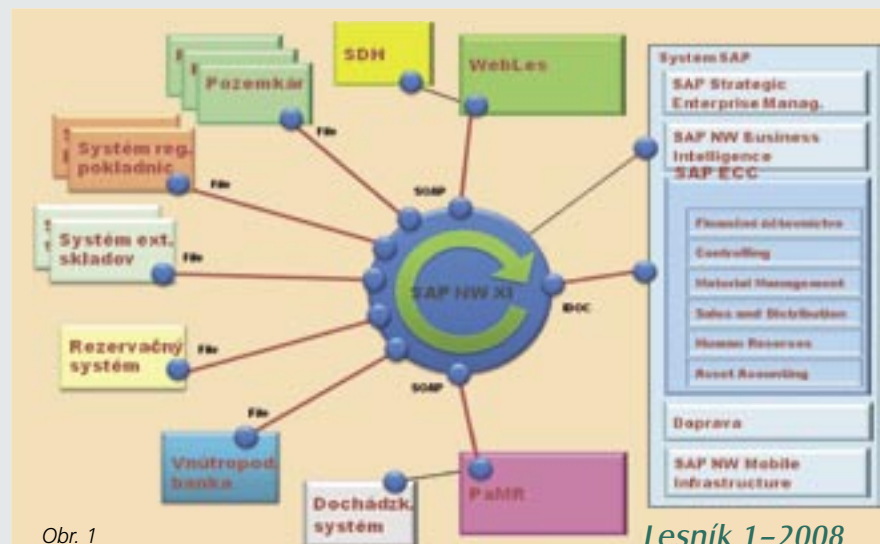 SDH
WebLes
Pozemkár
File
Systém reg.
pokladníc
File
Systém ext.
skladov
File
Rezervačný
systém
File
File
Vnútropod.
banka
Dochádzk.
systém
PaMR
SOAP
SOAP
SAP NW XI
IDOC
Systém SAP
SAP Strategic
Enterprise Manag.
SAP NW Business
Intelligence
SAP ECC
Finančné účtovníctvo
Controlling
Material Management
Sales and Distribution
Human
Asset
Doprava
SAP NW Mobile
Infrastructure
Obr. 1
Lesník 1–2008